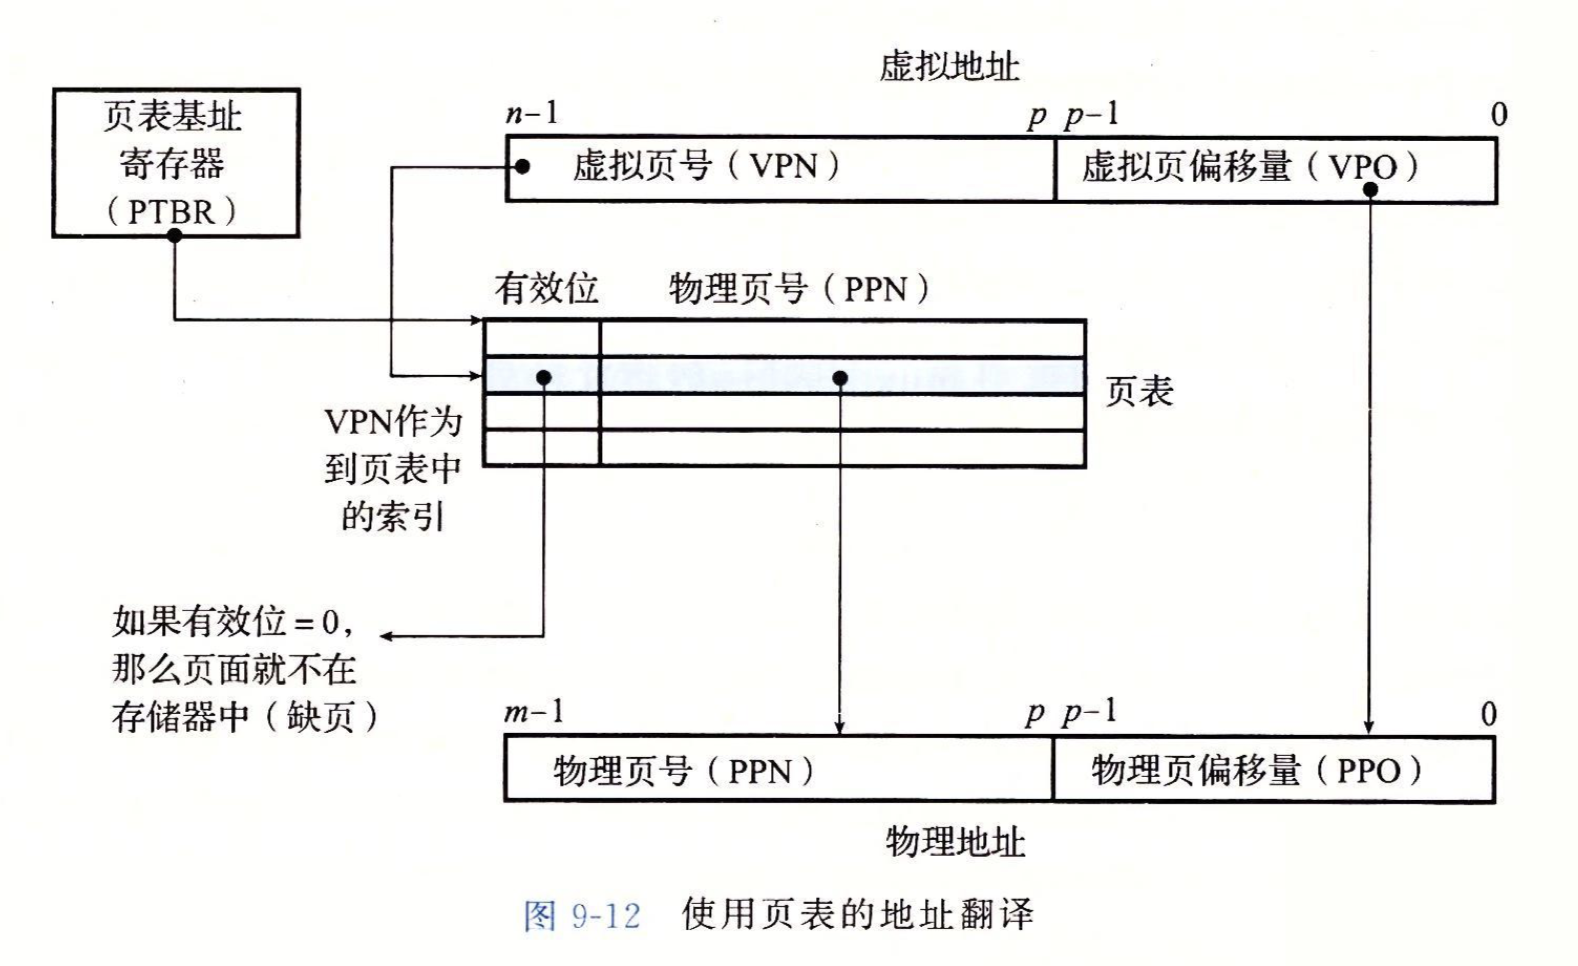 虚拟地址
n-1 p p-1 0
页表基址
寄存器
（PTBR）
虚拟页号（VPN） 虚拟页偏移量（VPO）
有效位 物理页号（PPN）
页表
VPN作为
到页表中
的索引
如果有效位=0,
那么页面就不在
存储器中（缺页）
m-1 p p-1 0
物理页号（PPN） 物理页偏移量（PPO）
物理地址
图 9-12 使用页表的地址翻译